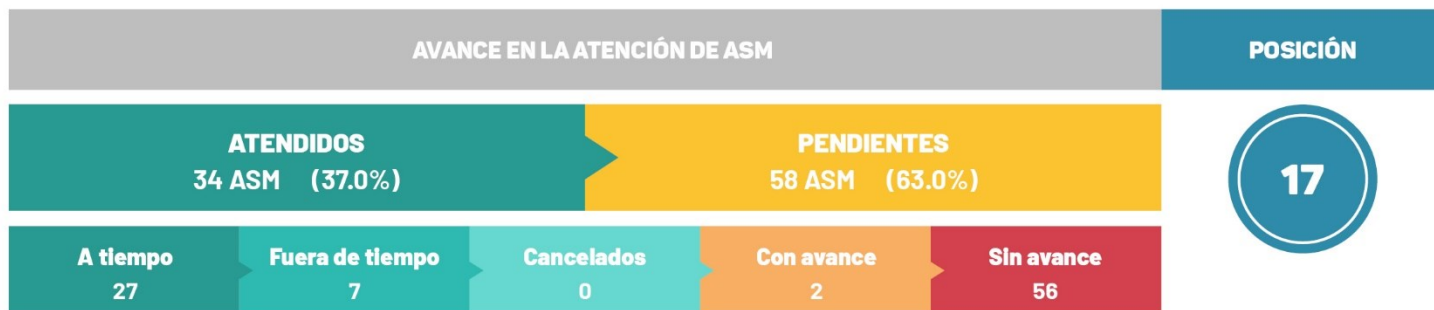 AVANCE EN LA ATENCIÓN DE ASM
POSICIÓN
ATENDIDOS
34 ASM (37.0%)
PENDIENTES
58 ASM (63.0%)
17
A tiempo
27
Fuera de tiempo
7
Cancelados
0
Con avance
2
Sin avance
56